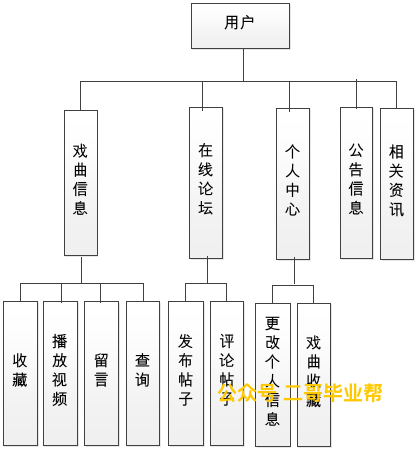 用户
戏曲信息
在线论坛
个人中心
公告信息
相关资讯
收藏
播放视频
留言
查询
发布帖子
评论帖子
更改个人信息
戏曲收藏
公众号 二哥毕业帮